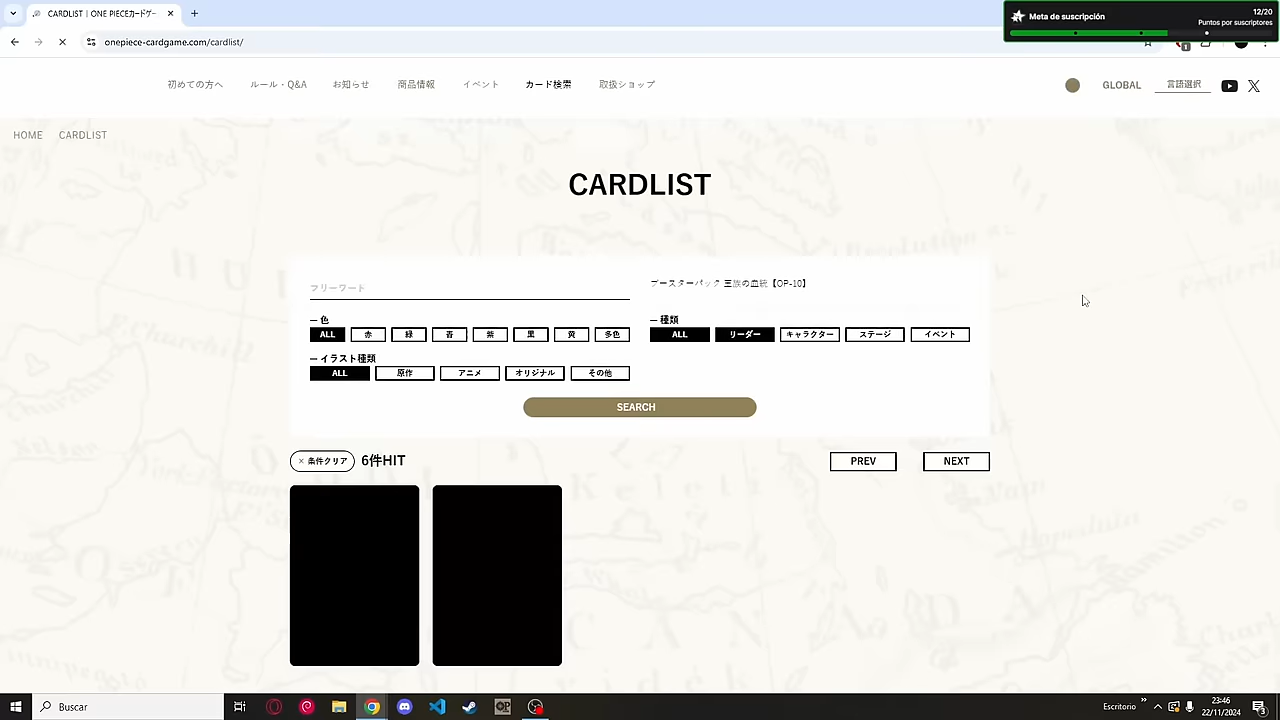 CARDLIST | ONE PIECEカードゲー
Meta de suscripción
12/20
Puntos por suscriptores
onepiece-cardgame.com/cardlist/
1
初めての方へ
ルール・Q&A
お知らせ
商品情報
イベント
カード検索
取扱ショップ
GLOBAL
言語選択
HOME
CARDLIST
CARDLIST
フリーワード
ブースターパック 王族の血統【OP-10】
色
ALL
赤
緑
青
紫
黒
黄
多色
種類
ALL
リーダー
キャラクター
ステージ
イベント
イラスト種類
ALL
原作
アニメ
オリジナル
その他
SEARCH
× 条件クリア
6件HIT
PREV
NEXT
Buscar
OP
Escritorio
23:46
22/11/2024